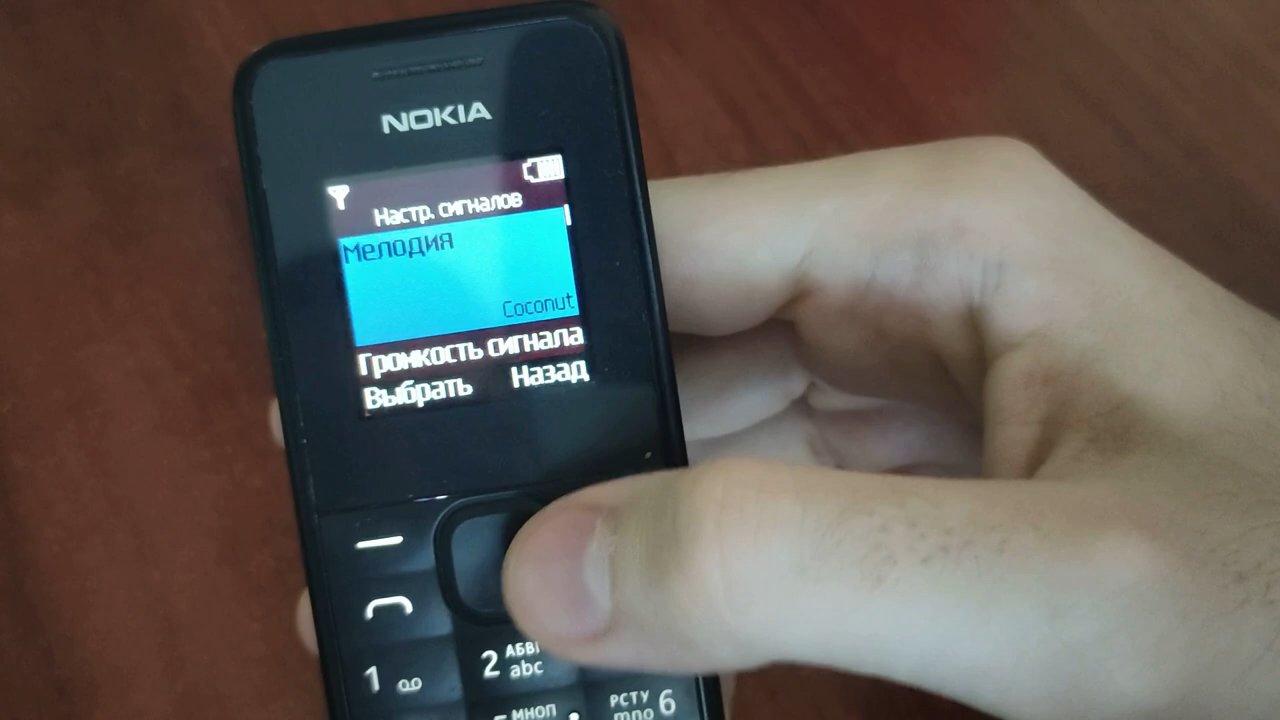 NOKIA
Настр. сигналов
Мелодия
Coconut
Громкость сигнала
Выбрать Назад
2 АБВГ abc
1
МНОП
РСТУ mno 6